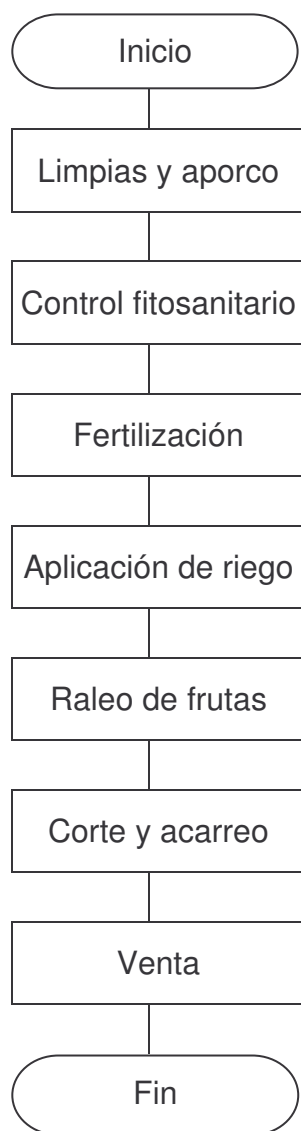 Inicio
Limpias y aporco
Control fitosanitario
Fertilización
Aplicación de riego
Raleo de frutas
Corte y acarreo
Venta
Fin